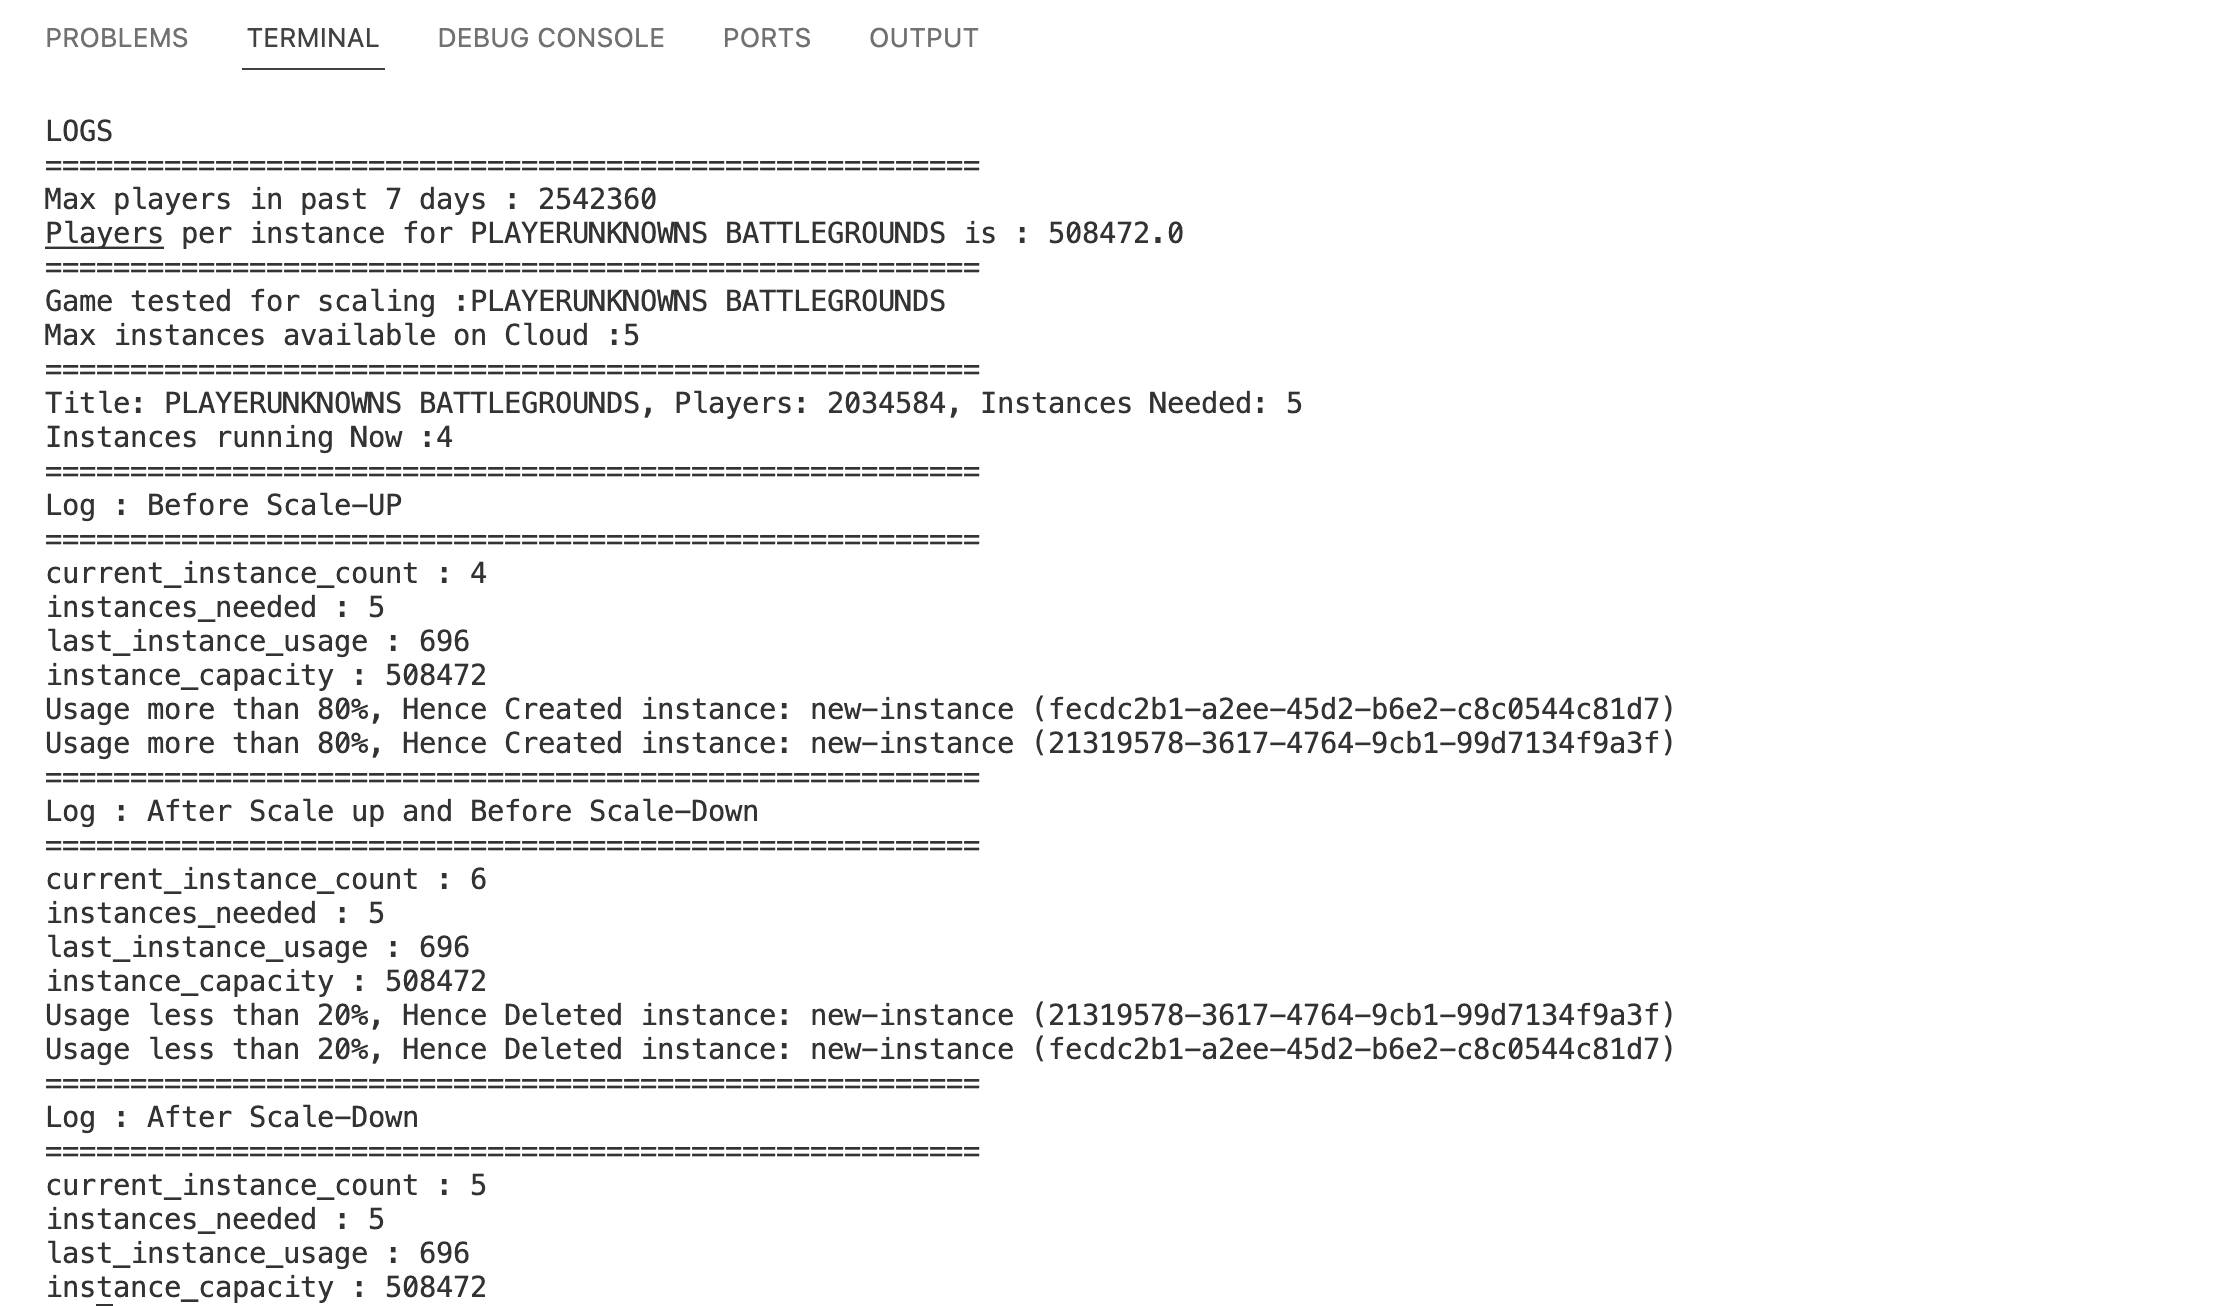 PROBLEMS TERMINAL DEBUG CONSOLE PORTS OUTPUT
LOGS
=======================================================
Max players in past 7 days : 2542360
Players per instance for PLAYERUNKNOWNS BATTLEGROUNDS is : 508472.0
=======================================================
Game tested for scaling :PLAYERUNKNOWNS BATTLEGROUNDS
Max instances available on Cloud :5
=======================================================
Title: PLAYERUNKNOWNS BATTLEGROUNDS, Players: 2034584, Instances Needed: 5
Instances running Now :4
=======================================================
Log : Before Scale-UP
=======================================================
current_instance_count : 4
instances_needed : 5
last_instance_usage : 696
instance_capacity : 508472
Usage more than 80%, Hence Created instance: new-instance (fecdc2b1-a2ee-45d2-b6e2-c8c0544c81d7)
Usage more than 80%, Hence Created instance: new-instance (21319578-3617-4764-9cb1-99d7134f9a3f)
=======================================================
Log : After Scale up and Before Scale-Down
=======================================================
current_instance_count : 6
instances_needed : 5
last_instance_usage : 696
instance_capacity : 508472
Usage less than 20%, Hence Deleted instance: new-instance (21319578-3617-4764-9cb1-99d7134f9a3f)
Usage less than 20%, Hence Deleted instance: new-instance (fecdc2b1-a2ee-45d2-b6e2-c8c0544c81d7)
=======================================================
Log : After Scale-Down
=======================================================
current_instance_count : 5
instances_needed : 5
last_instance_usage : 696
instance_capacity : 508472